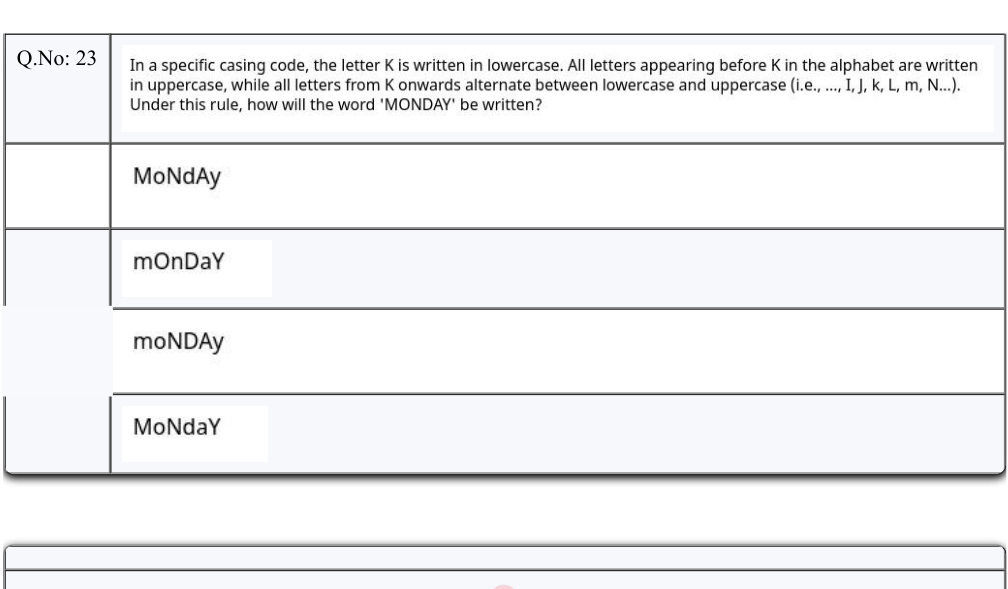 Q.No: 23
In a specific casing code, the letter K is written in lowercase. All letters appearing before K in the alphabet are written
in uppercase, while all letters from K onwards alternate between lowercase and uppercase (i.e., ..., I, J, k, L, m, N...).
Under this rule, how will the word 'MONDAY' be written?
MoNdAy
mOnDaY
moNDAy
MoNdaY